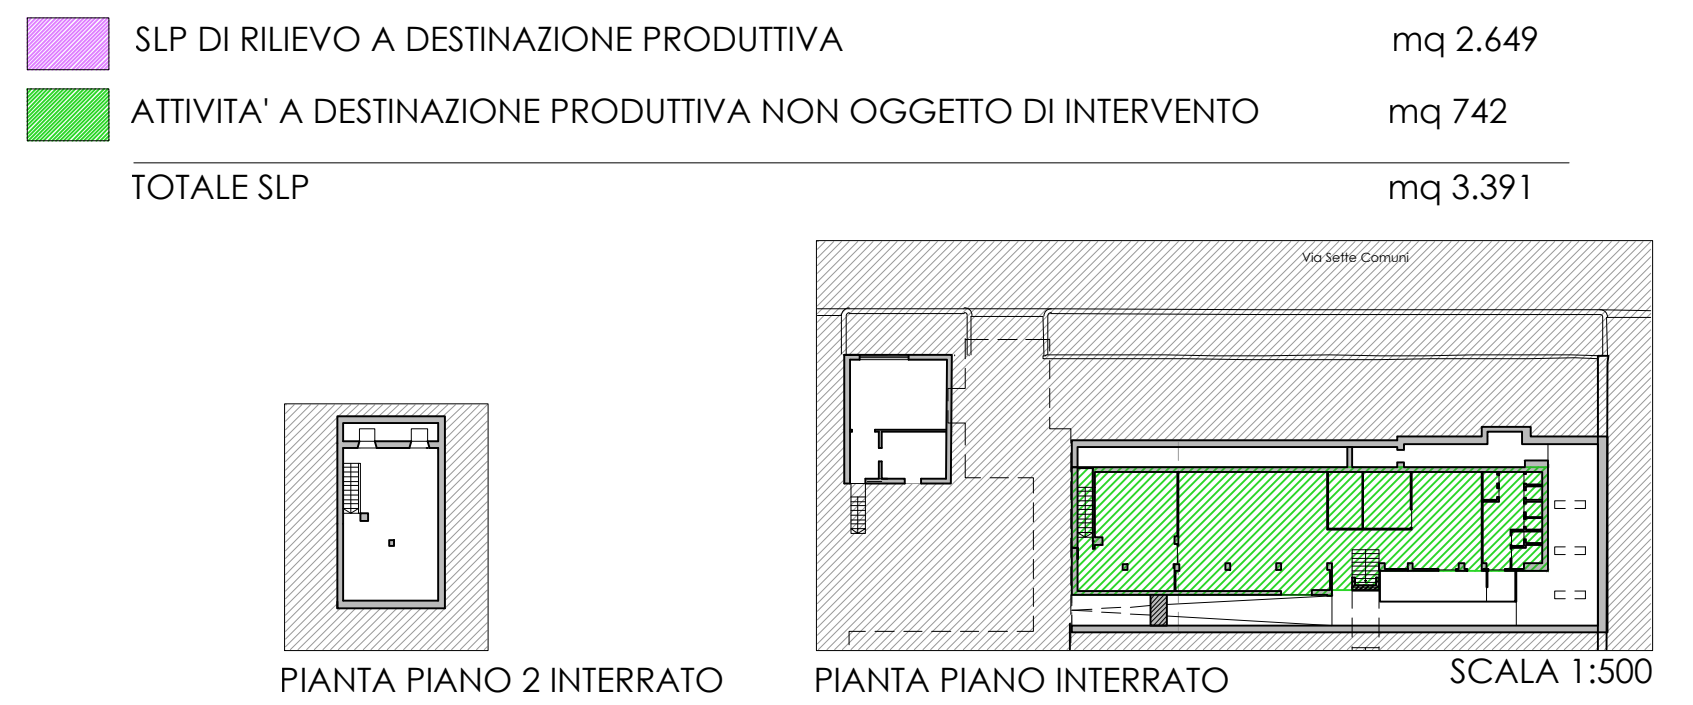 SLP DI RILIEVO A DESTINAZIONE PRODUTTIVA mq 2.649
ATTIVITA' A DESTINAZIONE PRODUTTIVA NON OGGETTO DI INTERVENTO mq 742
TOTALE SLP mq 3.391
Via Sette Comuni
PIANTA PIANO 2 INTERRATO
PIANTA PIANO INTERRATO
SCALA 1:500